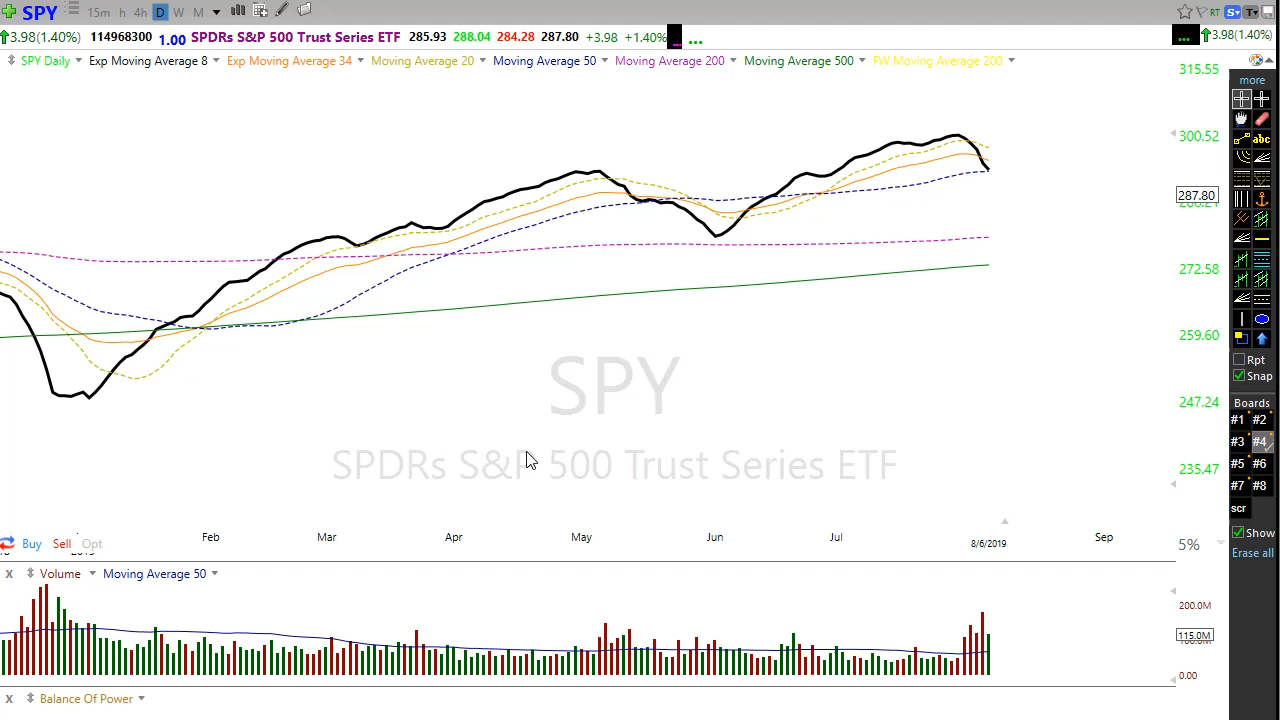 SPY 15m h 4h D W M RT S T
3.98(1.40%) 114968300 1.00 SPDRs S&P 500 Trust Series ETF 285.93 288.04 284.28 287.80 +3.98 +1.40% ... ... ... 3.98(1.40%)
SPY Daily Exp Moving Average 8 Exp Moving Average 34 Moving Average 20 Moving Average 50 Moving Average 200 Moving Average 500 FW Moving Average 200
315.55
more
300.52
abc
287.80
272.58
259.60
Rpt
Snap
SPY
247.24
Boards
#1 #2
#3 #4
SPDRs S&P 500 Trust Series ETF
235.47
#5 #6
#7 #8
scr
Show
Feb Mar Apr May Jun Jul 8/6/2019 Sep
Buy Sell Opt
5%
Erase all
x Volume Moving Average 50
200.0M
115.0M
0.00
x Balance Of Power